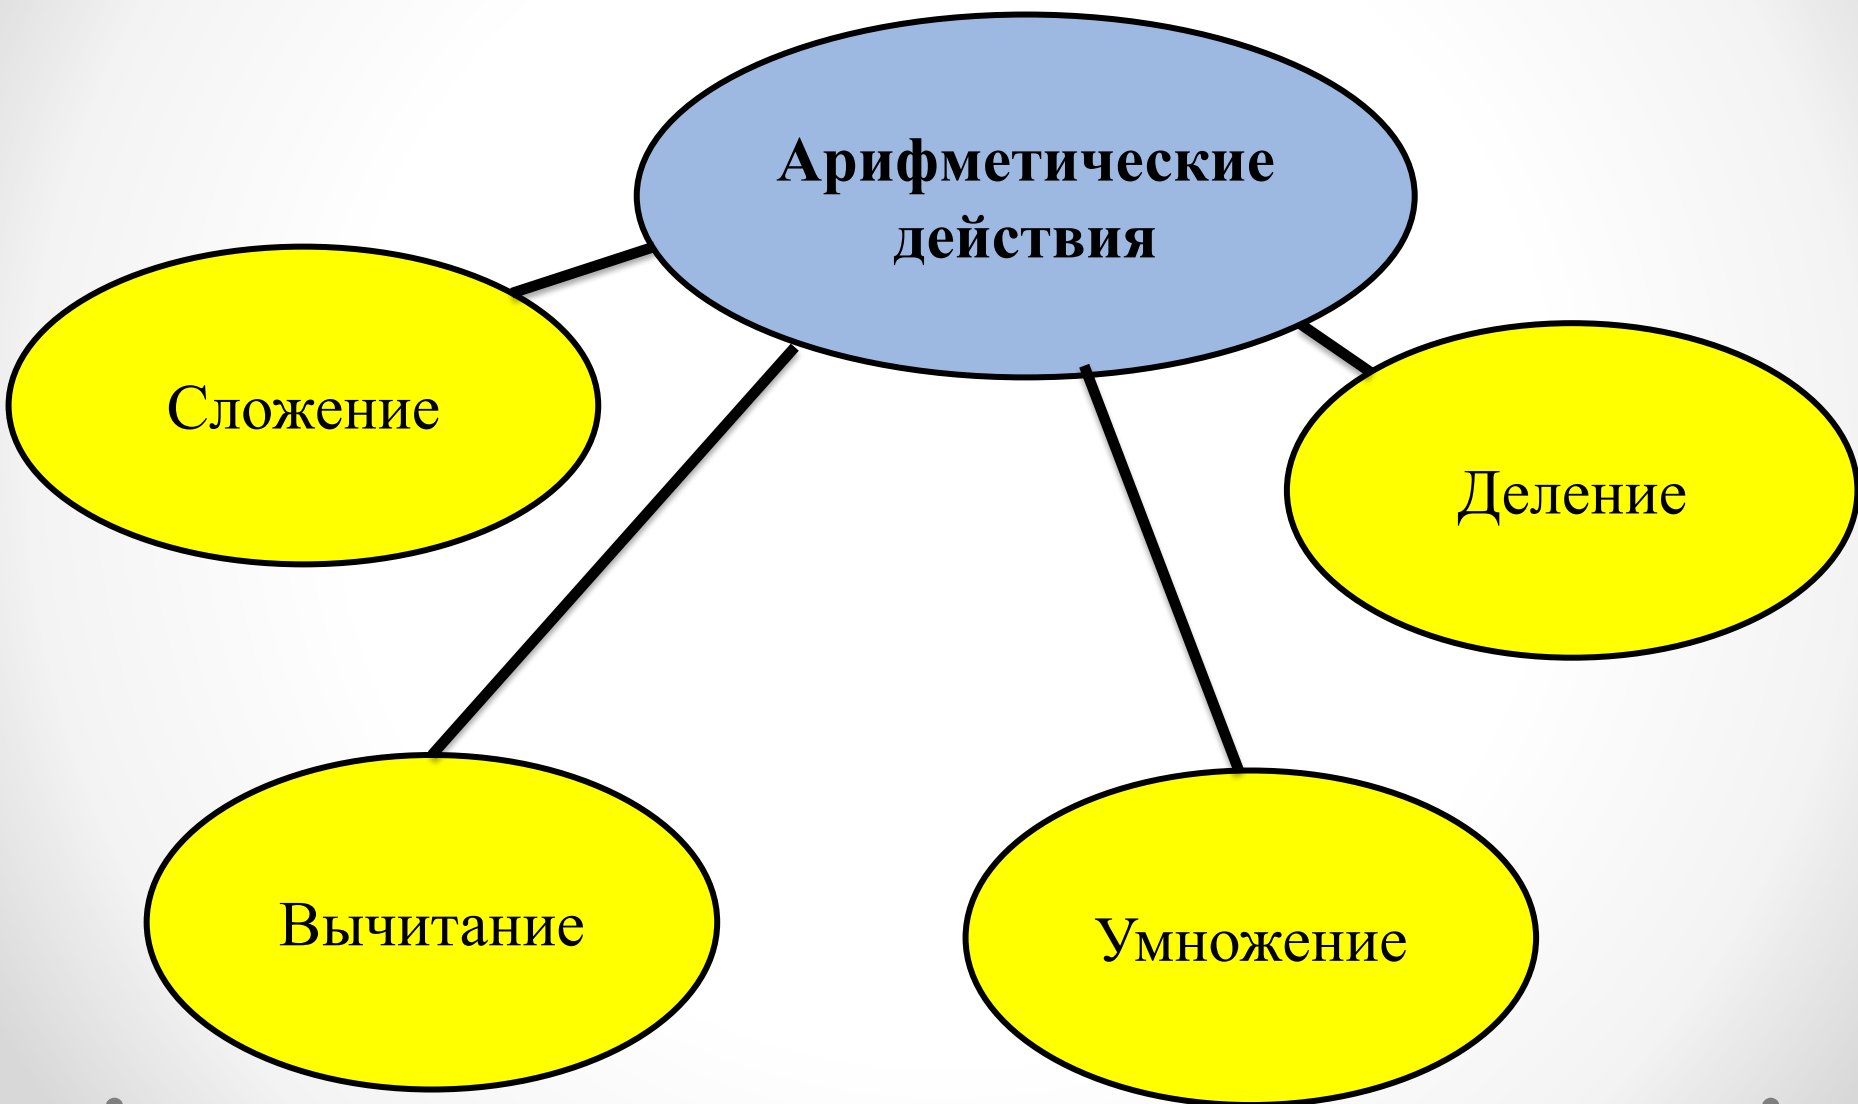 Арифметические
действия
Сложение
Деление
Вычитание
Умножение